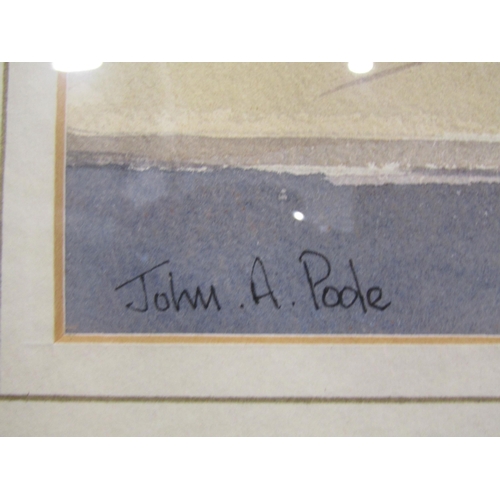 John . A . Poole